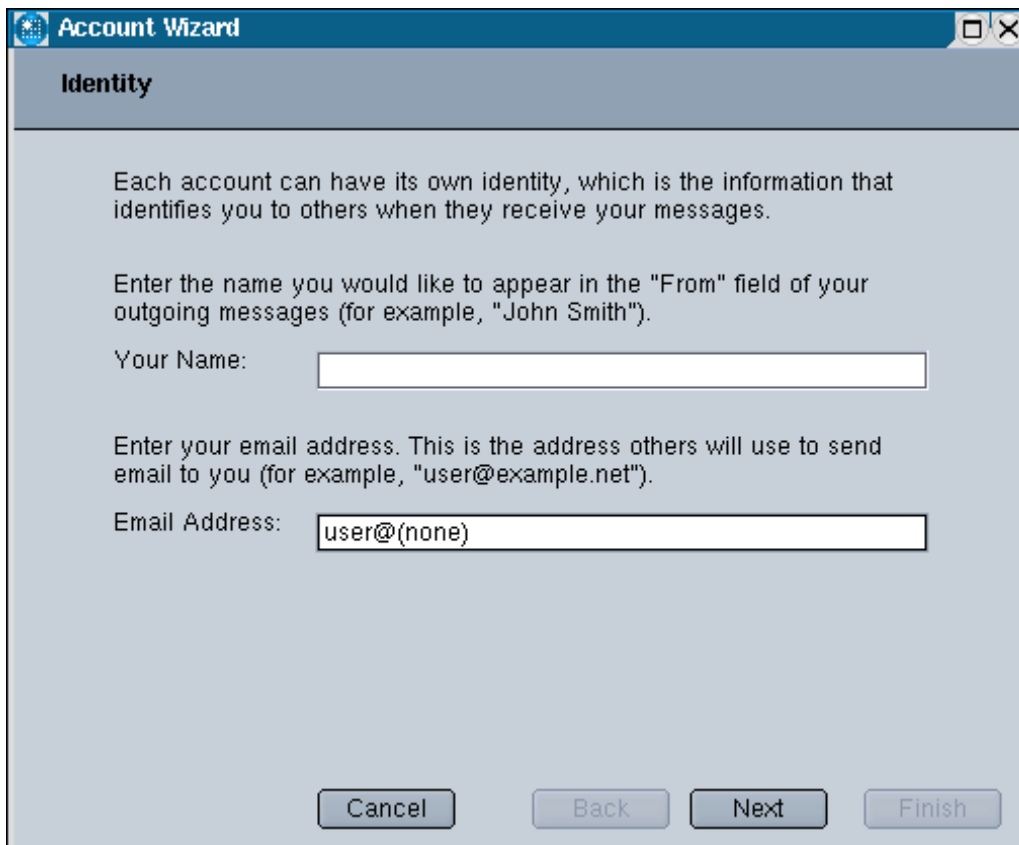 Account Wizard
Identity
Each account can have its own identity, which is the information that
identifies you to others when they receive your messages.
Enter the name you would like to appear in the "From" field of your
outgoing messages (for example, "John Smith").
Your Name:
Enter your email address. This is the address others will use to send
email to you (for example, "user@example.net").
Email Address: user@(none)
Cancel Back Next Finish